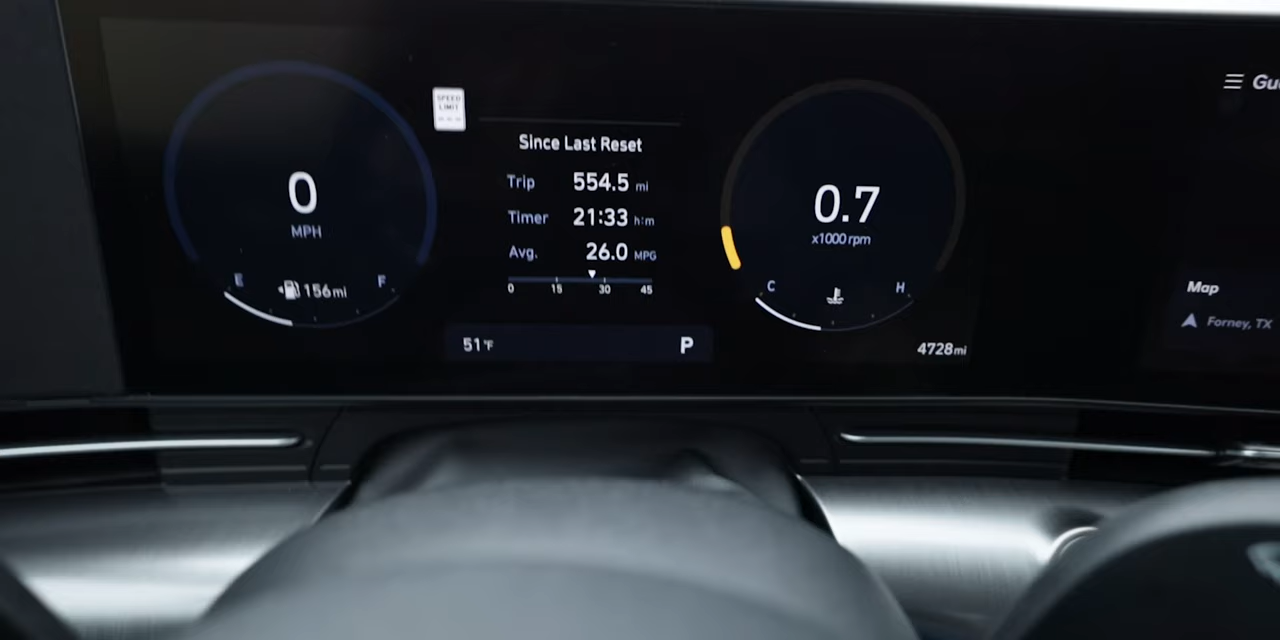 0
MPH
E
F
156mi
SPEED
LIMIT
Since Last Reset
Trip 554.5 mi
Timer 21:33 h:m
Avg. 26.0 MPG
0 15 30 45
51°F P
0.7
x1000 rpm
C
H
4728mi
Map
Forney, TX